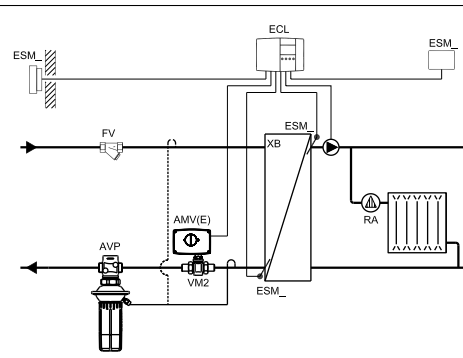 ECL
ESM_
ESM_
FV
ESM_
XB
AMV(E)
RA
AVP
VM2
ESM_